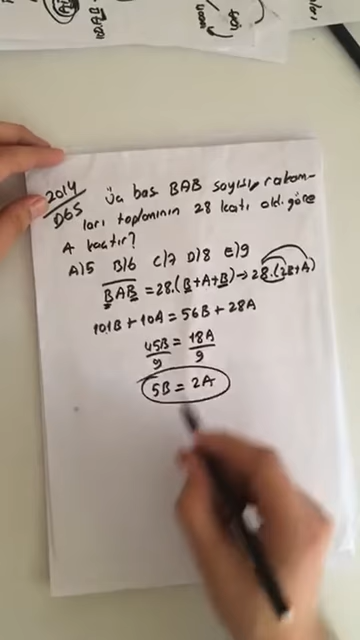 2014
DGS
Üç bas BAB sayısı, rakam-
ları toplamının 28 katı old. göre
A kaçtır?
A)5 B)6 C)7 D)8 E)9
BAB = 28.(B+A+B) → 28.(2B+A)
101B + 10A = 56B + 28A
45B = 18A
9 9
5B = 2A